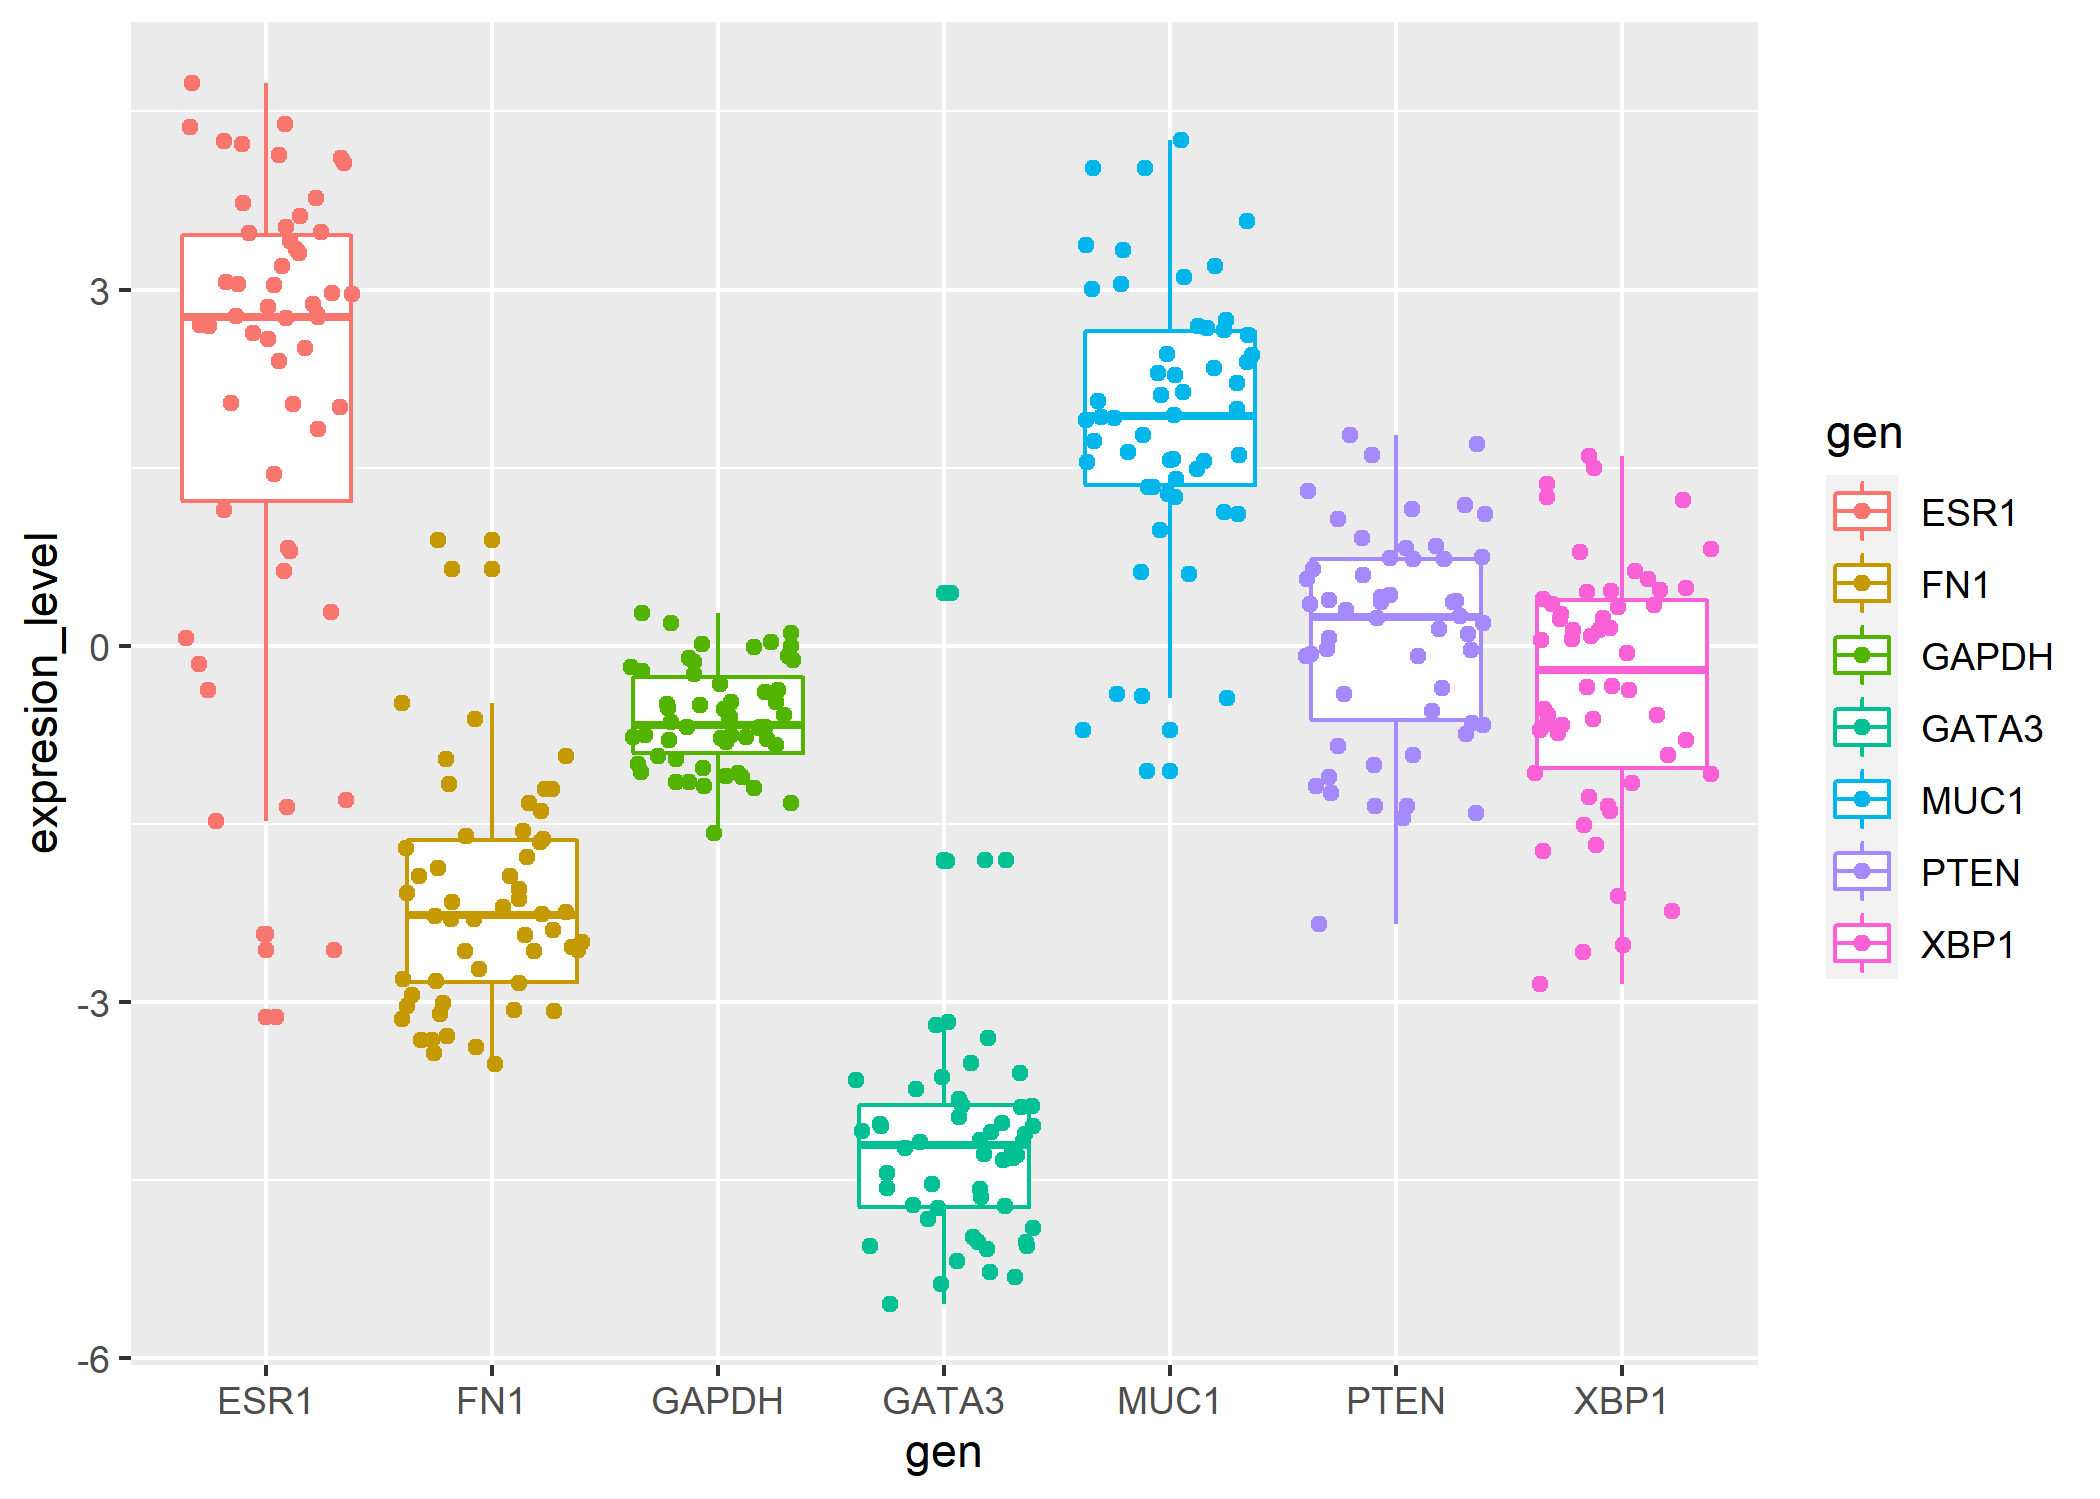 expresion_level
3
0
-3
-6
ESR1
FN1
GAPDH
GATA3
MUC1
PTEN
XBP1
gen
gen
ESR1
FN1
GAPDH
GATA3
MUC1
PTEN
XBP1